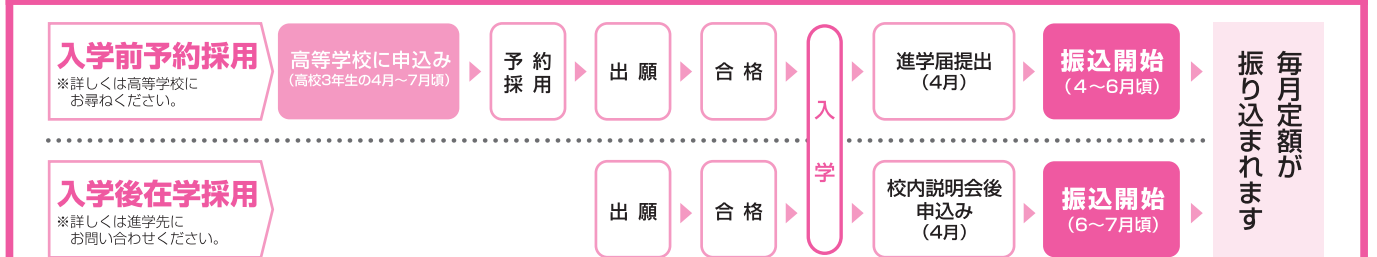 入学前予約採用
※詳しくは高等学校に
お尋ねください。
高等学校に申込み
（高校3年生の4月～7月頃）
予約
採用
出願
合格
入学
進学届提出
（4月）
振込開始
（4～6月頃）
毎月定額が
振り込まれます
入学後在学採用
※詳しくは進学先に
お問い合わせください。
出願
合格
校内説明会後
申込み
（4月）
振込開始
（6～7月頃）